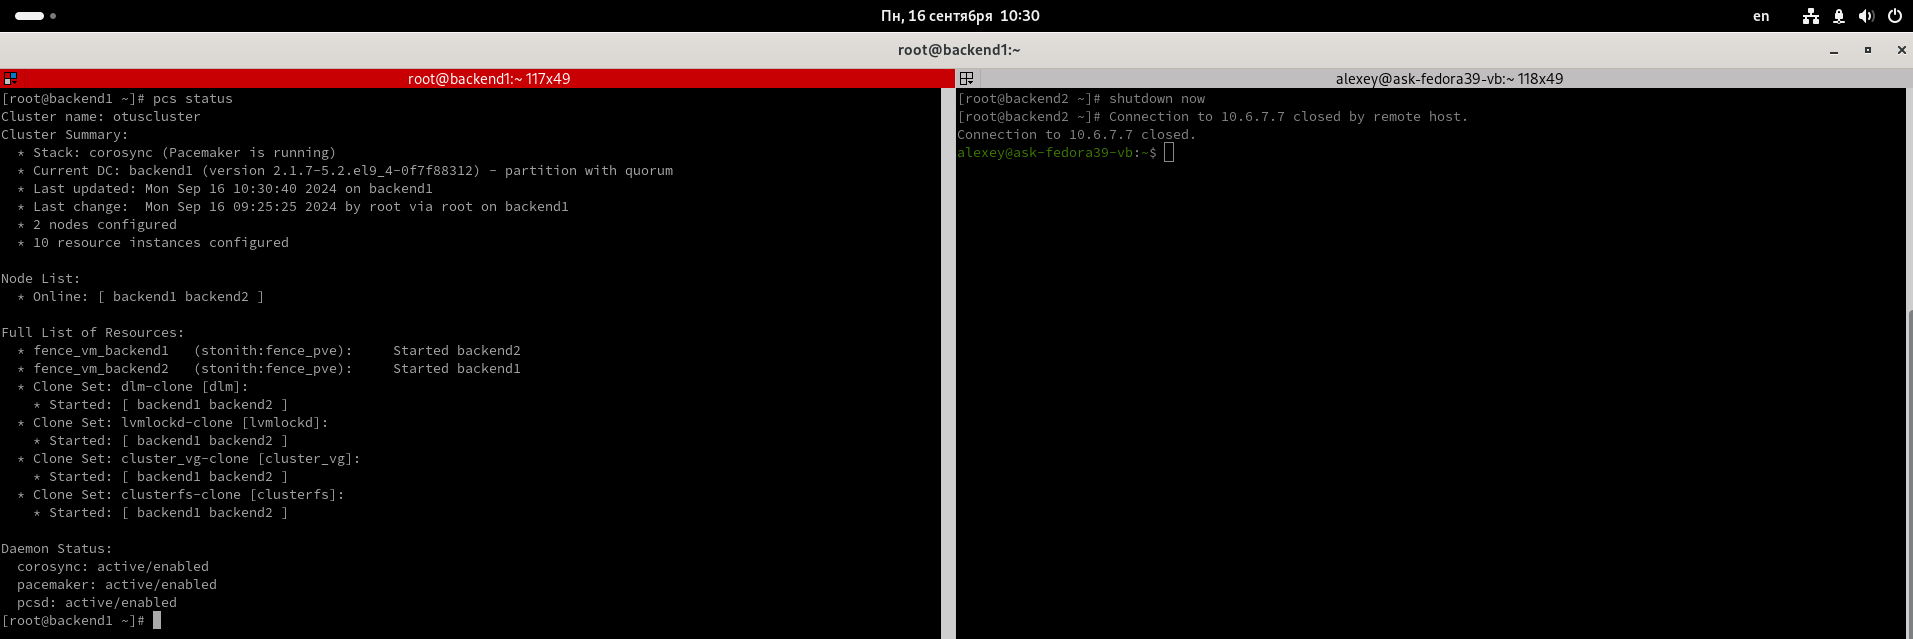 Пн, 16 сентября 10:30
en
root@backend1:~
root@backend1:~ 117x49
[root@backend1 ~]# pcs status
Cluster name: otuscluster
Cluster Summary:
  * Stack: corosync (Pacemaker is running)
  * Current DC: backend1 (version 2.1.7-5.2.el9_4-0f7f88312) - partition with quorum
  * Last updated: Mon Sep 16 10:30:40 2024 on backend1
  * Last change:  Mon Sep 16 09:25:25 2024 by root via root on backend1
  * 2 nodes configured
  * 10 resource instances configured

Node List:
  * Online: [ backend1 backend2 ]

Full List of Resources:
  * fence_vm_backend1   (stonith:fence_pve):     Started backend2
  * fence_vm_backend2   (stonith:fence_pve):     Started backend1
  * Clone Set: dlm-clone [dlm]:
    * Started: [ backend1 backend2 ]
  * Clone Set: lvmlockd-clone [lvmlockd]:
    * Started: [ backend1 backend2 ]
  * Clone Set: cluster_vg-clone [cluster_vg]:
    * Started: [ backend1 backend2 ]
  * Clone Set: clusterfs-clone [clusterfs]:
    * Started: [ backend1 backend2 ]

Daemon Status:
  corosync: active/enabled
  pacemaker: active/enabled
  pcsd: active/enabled
[root@backend1 ~]#
alexey@ask-fedora39-vb:~ 118x49
[root@backend2 ~]# shutdown now
[root@backend2 ~]# Connection to 10.6.7.7 closed by remote host.
Connection to 10.6.7.7 closed.
alexey@ask-fedora39-vb:~$